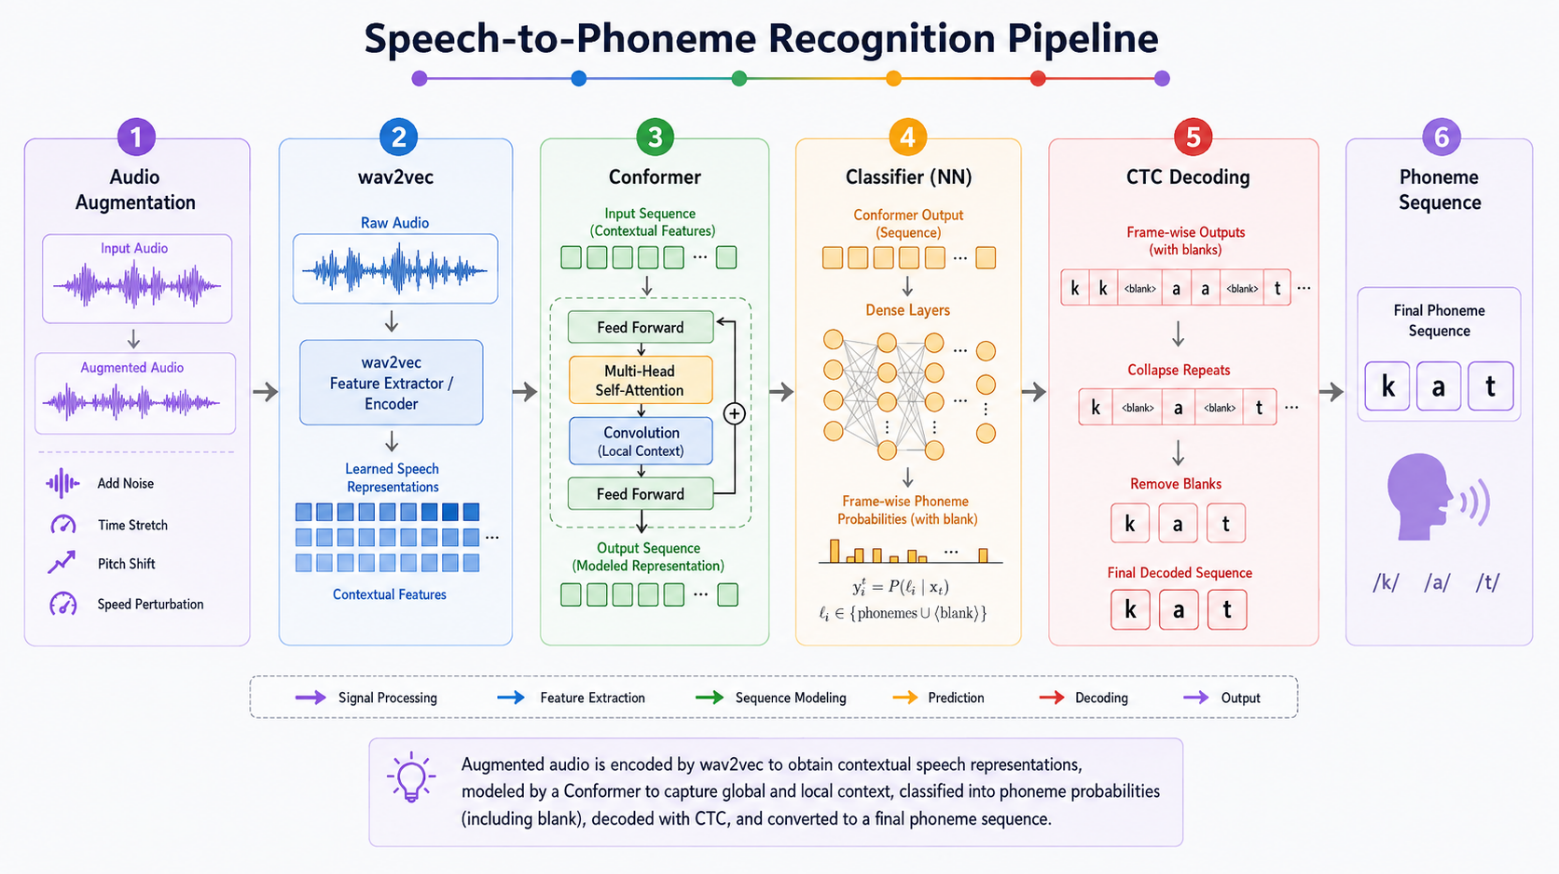 Speech-to-Phoneme Recognition Pipeline
1
Audio
Augmentation
Input Audio
Augmented Audio
Add Noise
Time Stretch
Pitch Shift
Speed Perturbation
2
wav2vec
Raw Audio
wav2vec
Feature Extractor /
Encoder
Learned Speech
Representations
...
Contextual Features
3
Conformer
Input Sequence
(Contextual Features)
...
Feed Forward
Multi-Head
Self-Attention
Convolution
(Local Context)
Feed Forward
+
Output Sequence
(Modeled Representation)
...
4
Classifier (NN)
Conformer Output
(Sequence)
...
Dense Layers
...
...
Frame-wise Phoneme
Probabilities (with blank)
...
yᵢᵗ = P(ℓᵢ | xₜ)
ℓᵢ ∈ {phonemes ∪ ⟨blank⟩}
5
CTC Decoding
Frame-wise Outputs
(with blanks)
k k <blank> a a <blank> t ...
Collapse Repeats
k <blank> a <blank> t ...
Remove Blanks
k a t
Final Decoded Sequence
k a t
6
Phoneme
Sequence
Final Phoneme
Sequence
k a t
/k/ /a/ /t/
Signal Processing
Feature Extraction
Sequence Modeling
Prediction
Decoding
Output
Augmented audio is encoded by wav2vec to obtain contextual speech representations,
modeled by a Conformer to capture global and local context, classified into phoneme probabilities
(including blank), decoded with CTC, and converted to a final phoneme sequence.